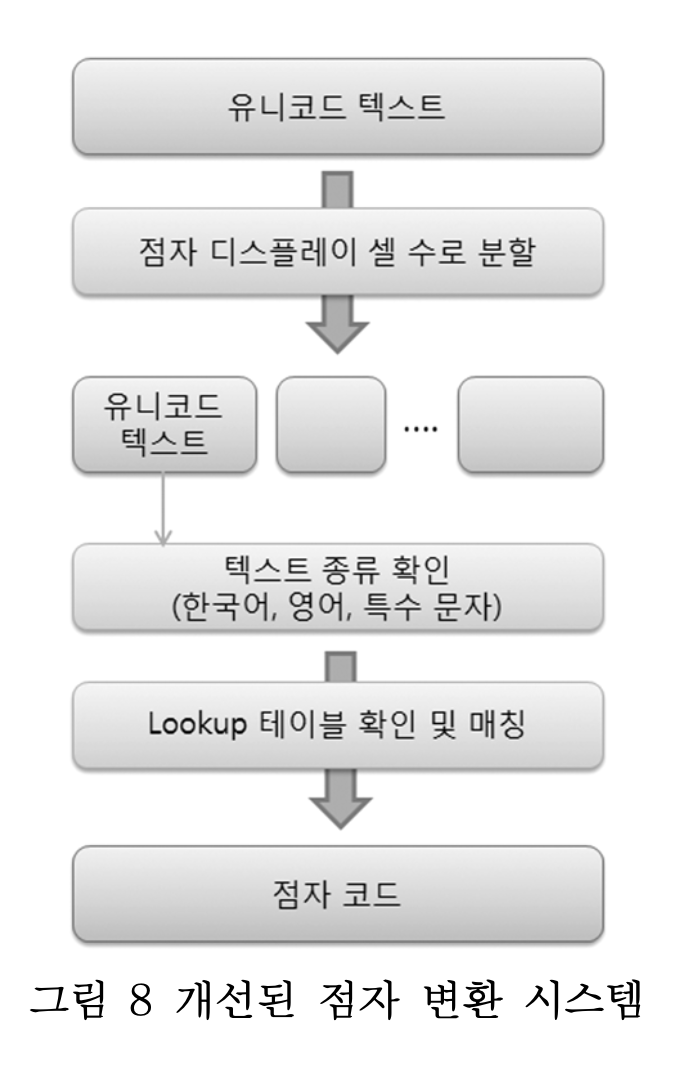 유니코드 텍스트
점자 디스플레이 셀 수로 분할
유니코드
텍스트
....
텍스트 종류 확인
(한국어, 영어, 특수 문자)
Lookup 테이블 확인 및 매칭
점자 코드
그림 8 개선된 점자 변환 시스템